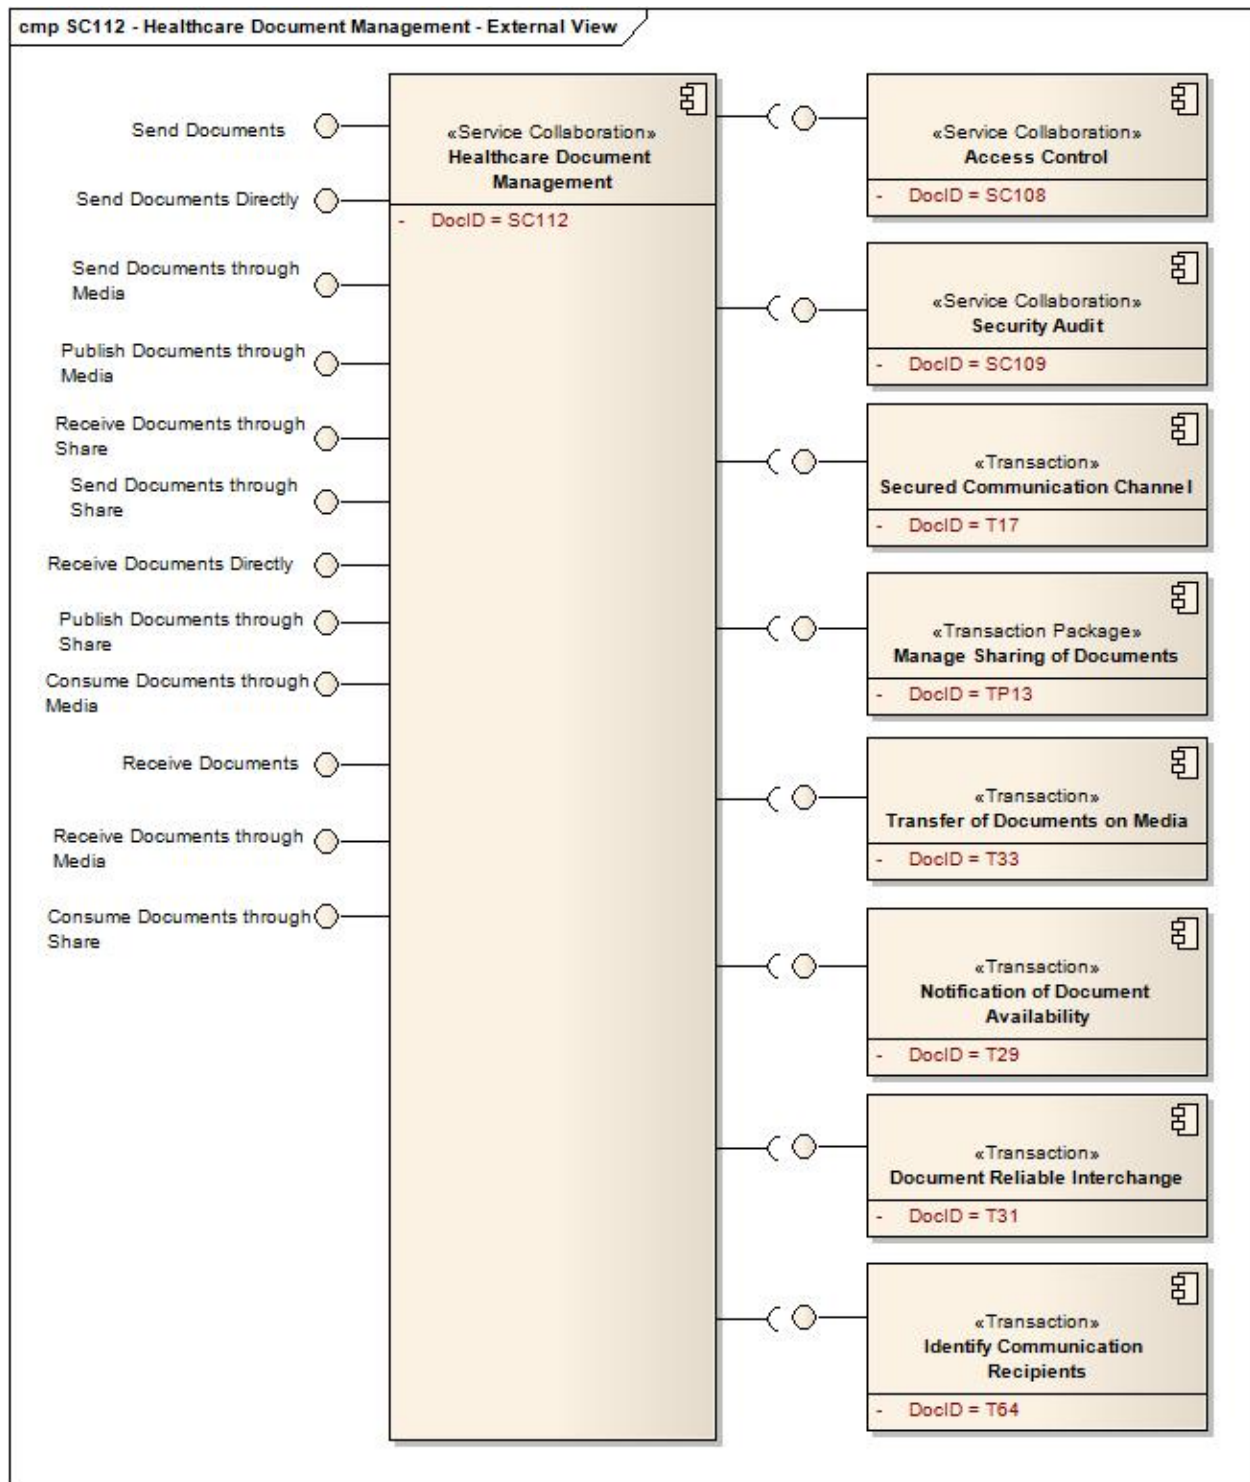 cmp SC112 - Healthcare Document Management - External View
Send Documents
Send Documents Directly
Send Documents through
Media
Publish Documents through
Media
Receive Documents through
Share
Send Documents through
Share
Receive Documents Directly
Publish Documents through
Share
Consume Documents through
Media
Receive Documents
Receive Documents through
Media
Consume Documents through
Share
«Service Collaboration»
Healthcare Document
Management
- DocID = SC112
«Service Collaboration»
Access Control
- DocID = SC108
«Service Collaboration»
Security Audit
- DocID = SC109
«Transaction»
Secured Communication Channel
- DocID = T17
«Transaction Package»
Manage Sharing of Documents
- DocID = TP13
«Transaction»
Transfer of Documents on Media
- DocID = T33
«Transaction»
Notification of Document
Availability
- DocID = T29
«Transaction»
Document Reliable Interchange
- DocID = T31
«Transaction»
Identify Communication
Recipients
- DocID = T64